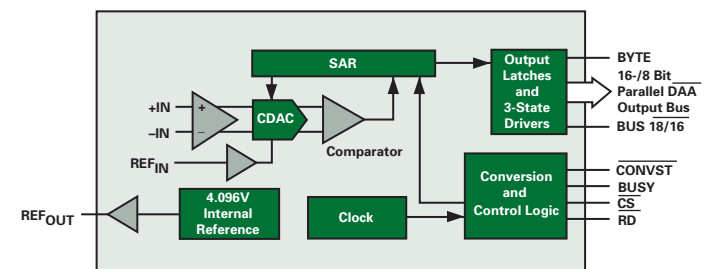 SAR
Output
Latches
and
3-State
Drivers
BYTE
16-/8 Bit
Parallel DAA
Output Bus
BUS 18/16
+IN
–IN
+
–
CDAC
Comparator
REFIN
CONVST
BUSY
CS
RD
Conversion
and
Control Logic
REFOUT
4.096V
Internal
Reference
Clock